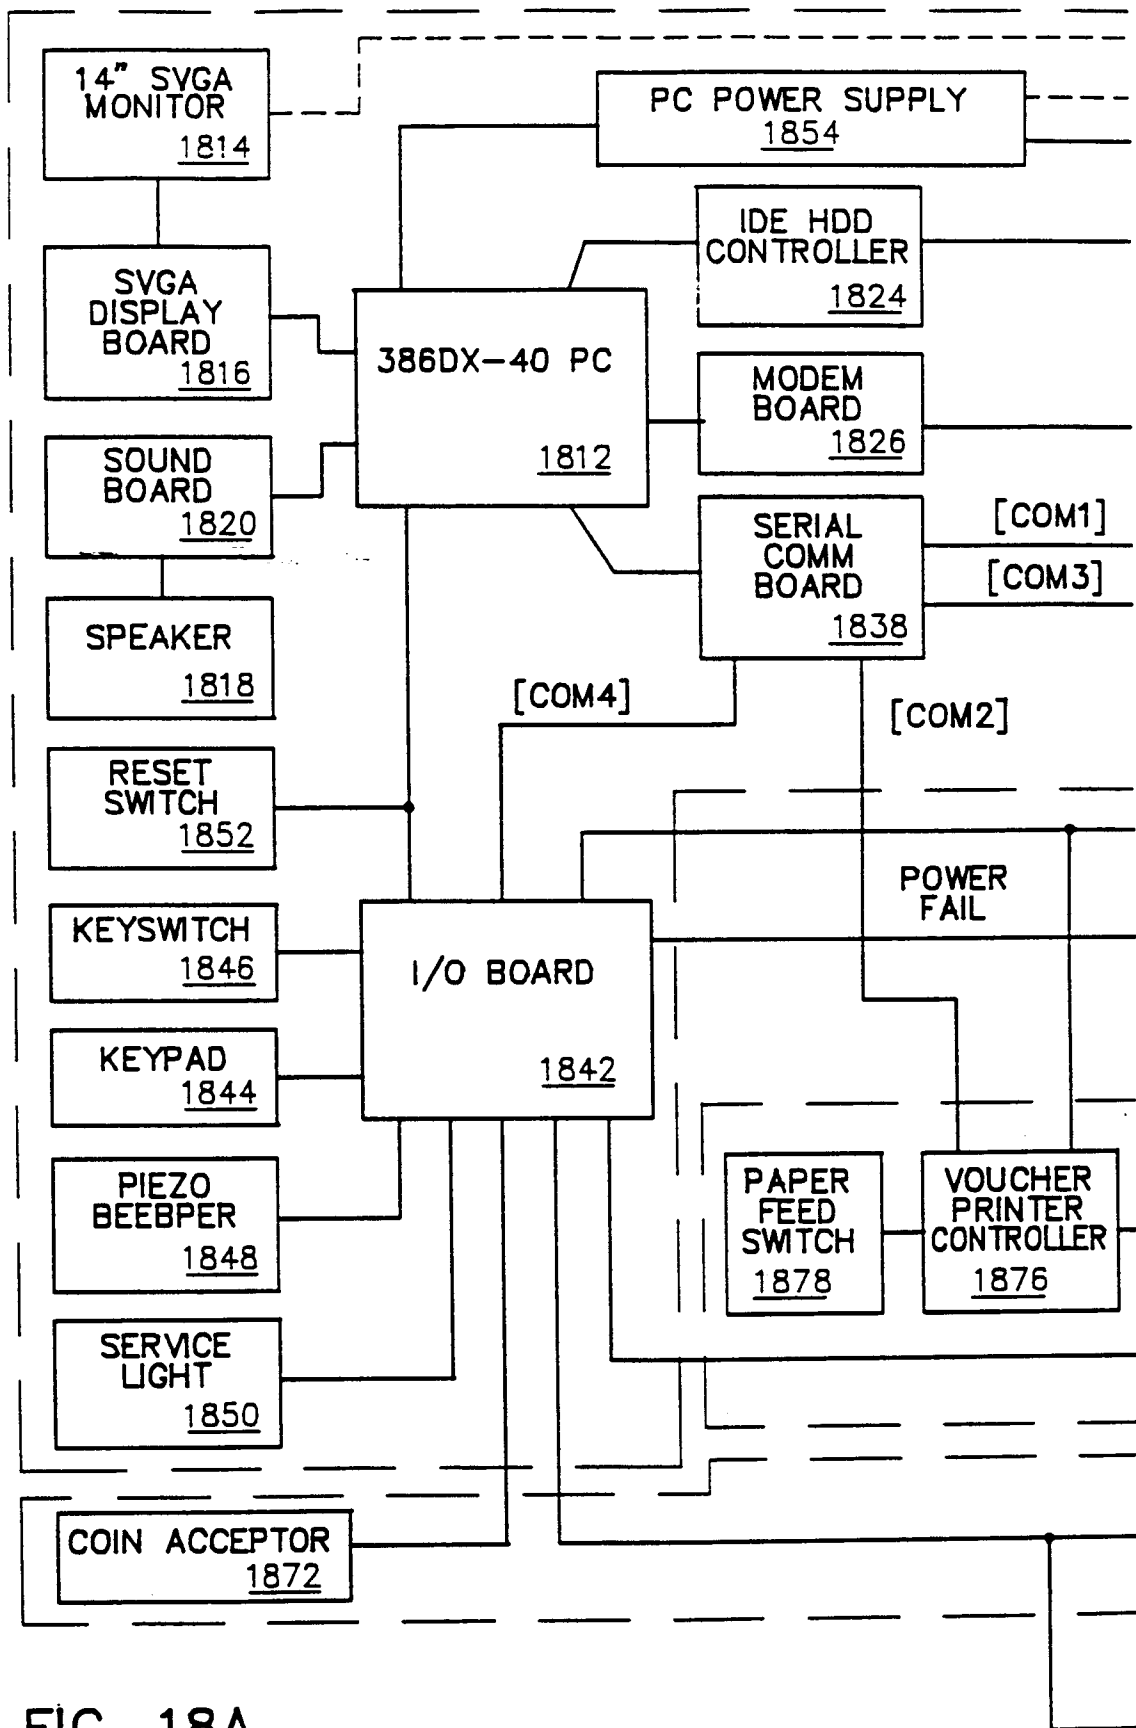 14" SVGA
MONITOR
1814
PC POWER SUPPLY
1854
IDE HDD
CONTROLLER
1824
SVGA
DISPLAY
BOARD
1816
386DX-40 PC
1812
MODEM
BOARD
1826
SOUND
BOARD
1820
SERIAL
COMM
BOARD
1838
[COM1]
[COM3]
SPEAKER
1818
[COM4]
[COM2]
RESET
SWITCH
1852
POWER
FAIL
KEYSWITCH
1846
I/O BOARD
1842
KEYPAD
1844
PIEZO
BEEBPER
1848
PAPER
FEED
SWITCH
1878
VOUCHER
PRINTER
CONTROLLER
1876
SERVICE
LIGHT
1850
COIN ACCEPTOR
1872
FIG. 18A